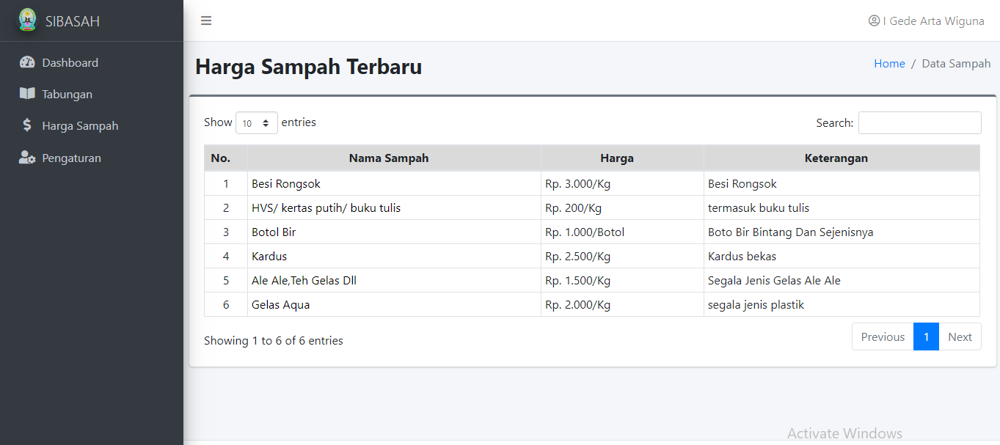 SIBASAH
I Gede Arta Wiguna
Dashboard
Tabungan
Harga Sampah
Pengaturan
Harga Sampah Terbaru
Home / Data Sampah
Show 10 entries
Search:
No. Nama Sampah Harga Keterangan
1 Besi Rongsok Rp. 3.000/Kg Besi Rongsok
2 HVS/ kertas putih/ buku tulis Rp. 200/Kg termasuk buku tulis
3 Botol Bir Rp. 1.000/Botol Boto Bir Bintang Dan Sejenisnya
4 Kardus Rp. 2.500/Kg Kardus bekas
5 Ale Ale,Teh Gelas Dll Rp. 1.500/Kg Segala Jenis Gelas Ale Ale
6 Gelas Aqua Rp. 2.000/Kg segala jenis plastik
Showing 1 to 6 of 6 entries
Previous 1 Next
Activate Windows